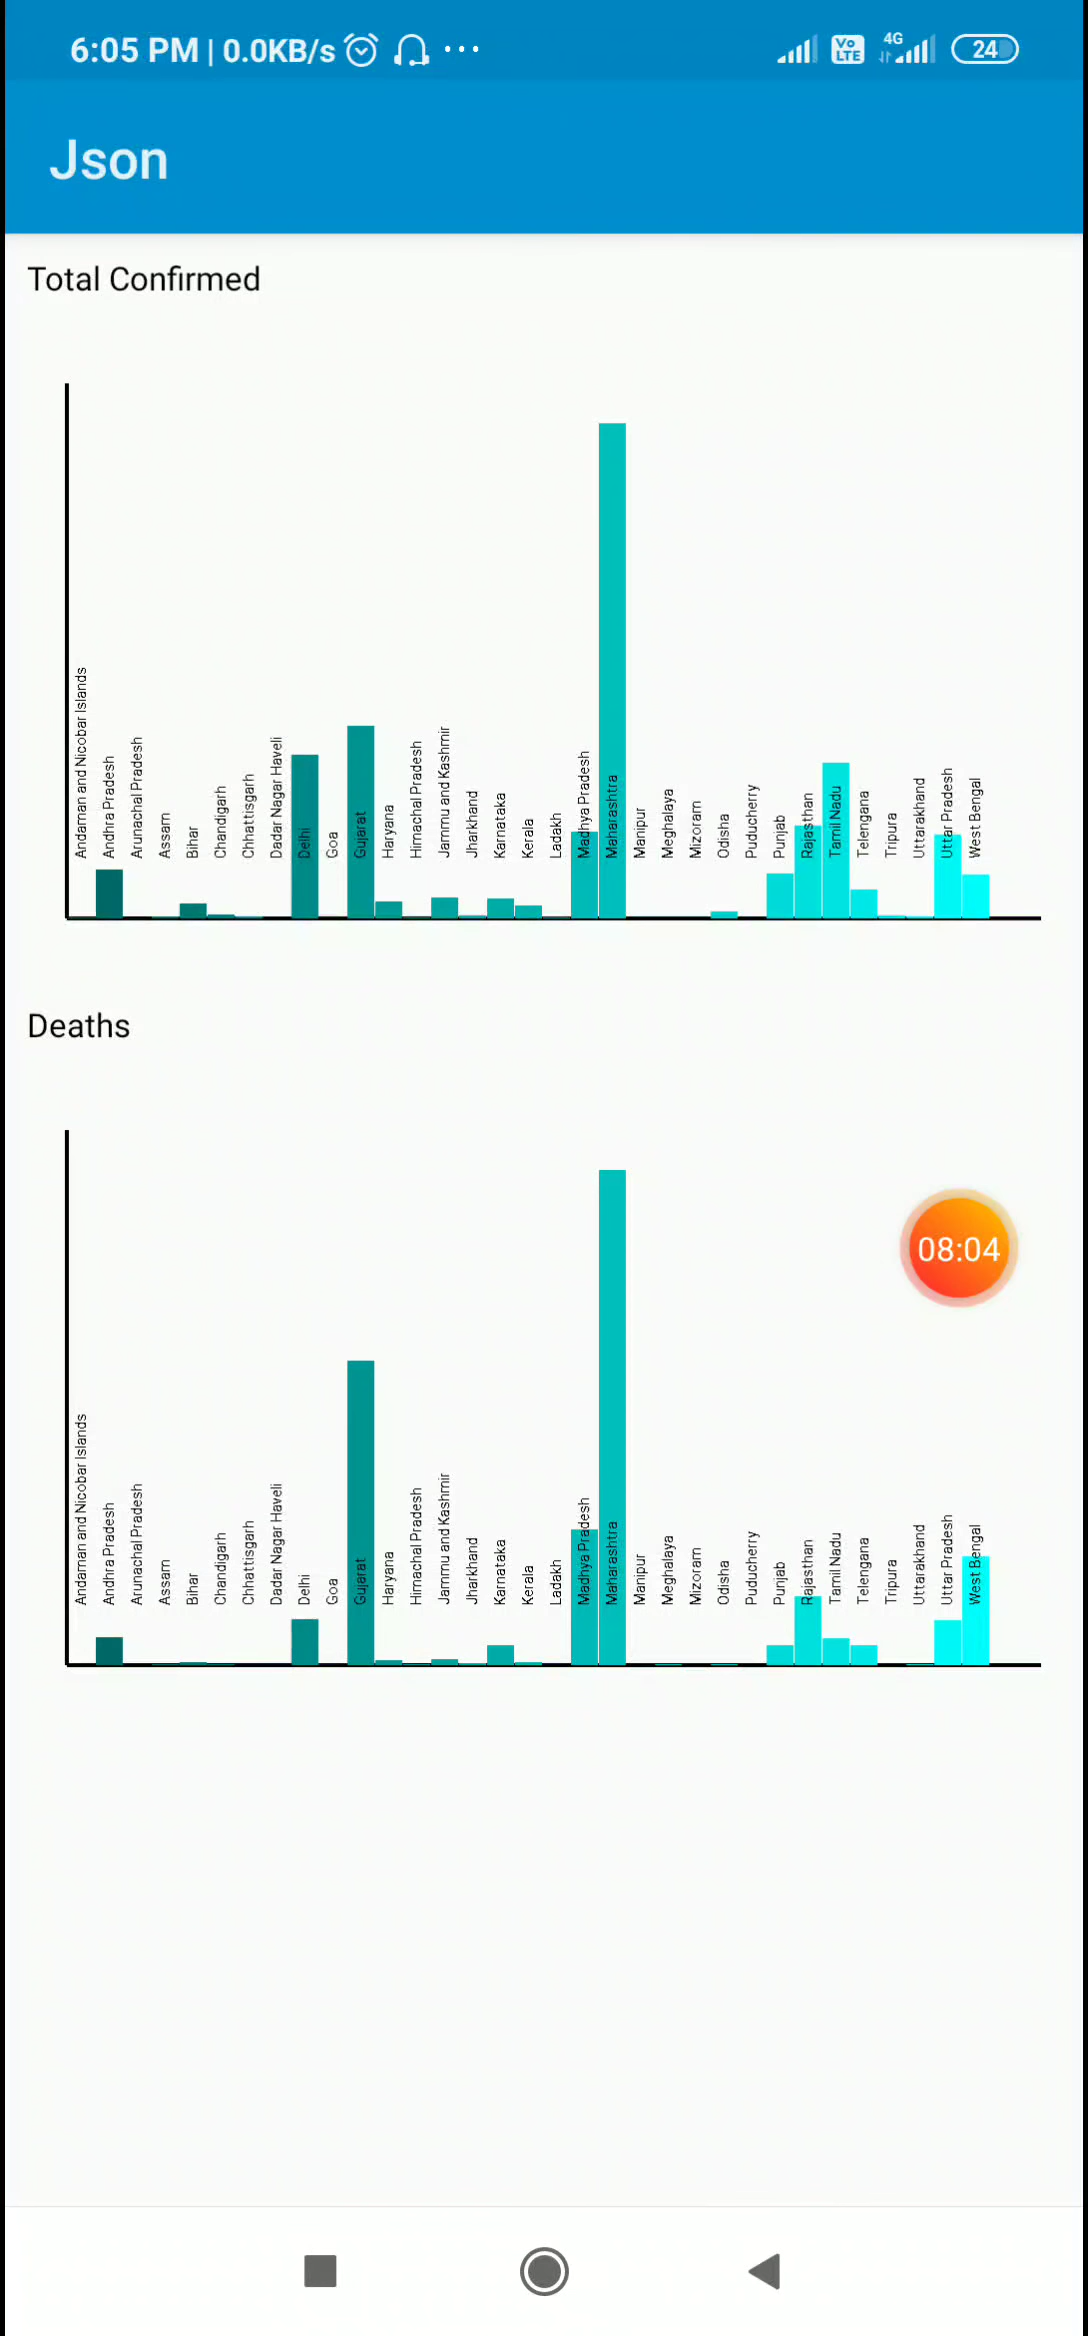 6:05 PM | 0.0KB/s ...
Vo LTE 4G 24
Json
Total Confirmed
Andaman and Nicobar Islands
Andhra Pradesh
Arunachal Pradesh
Assam
Bihar
Chandigarh
Chhattisgarh
Dadar Nagar Haveli
Delhi
Goa
Gujarat
Haryana
Himachal Pradesh
Jammu and Kashmir
Jharkhand
Karnataka
Kerala
Ladakh
Madhya Pradesh
Maharashtra
Manipur
Meghalaya
Mizoram
Odisha
Puducherry
Punjab
Rajasthan
Tamil Nadu
Telengana
Tripura
Uttarakhand
Uttar Pradesh
West Bengal
Deaths
Andaman and Nicobar Islands
Andhra Pradesh
Arunachal Pradesh
Assam
Bihar
Chandigarh
Chhattisgarh
Dadar Nagar Haveli
Delhi
Goa
Gujarat
Haryana
Himachal Pradesh
Jammu and Kashmir
Jharkhand
Karnataka
Kerala
Ladakh
Madhya Pradesh
Maharashtra
Manipur
Meghalaya
Mizoram
Odisha
Puducherry
Punjab
Rajasthan
Tamil Nadu
Telengana
Tripura
Uttarakhand
Uttar Pradesh
West Bengal
08:04